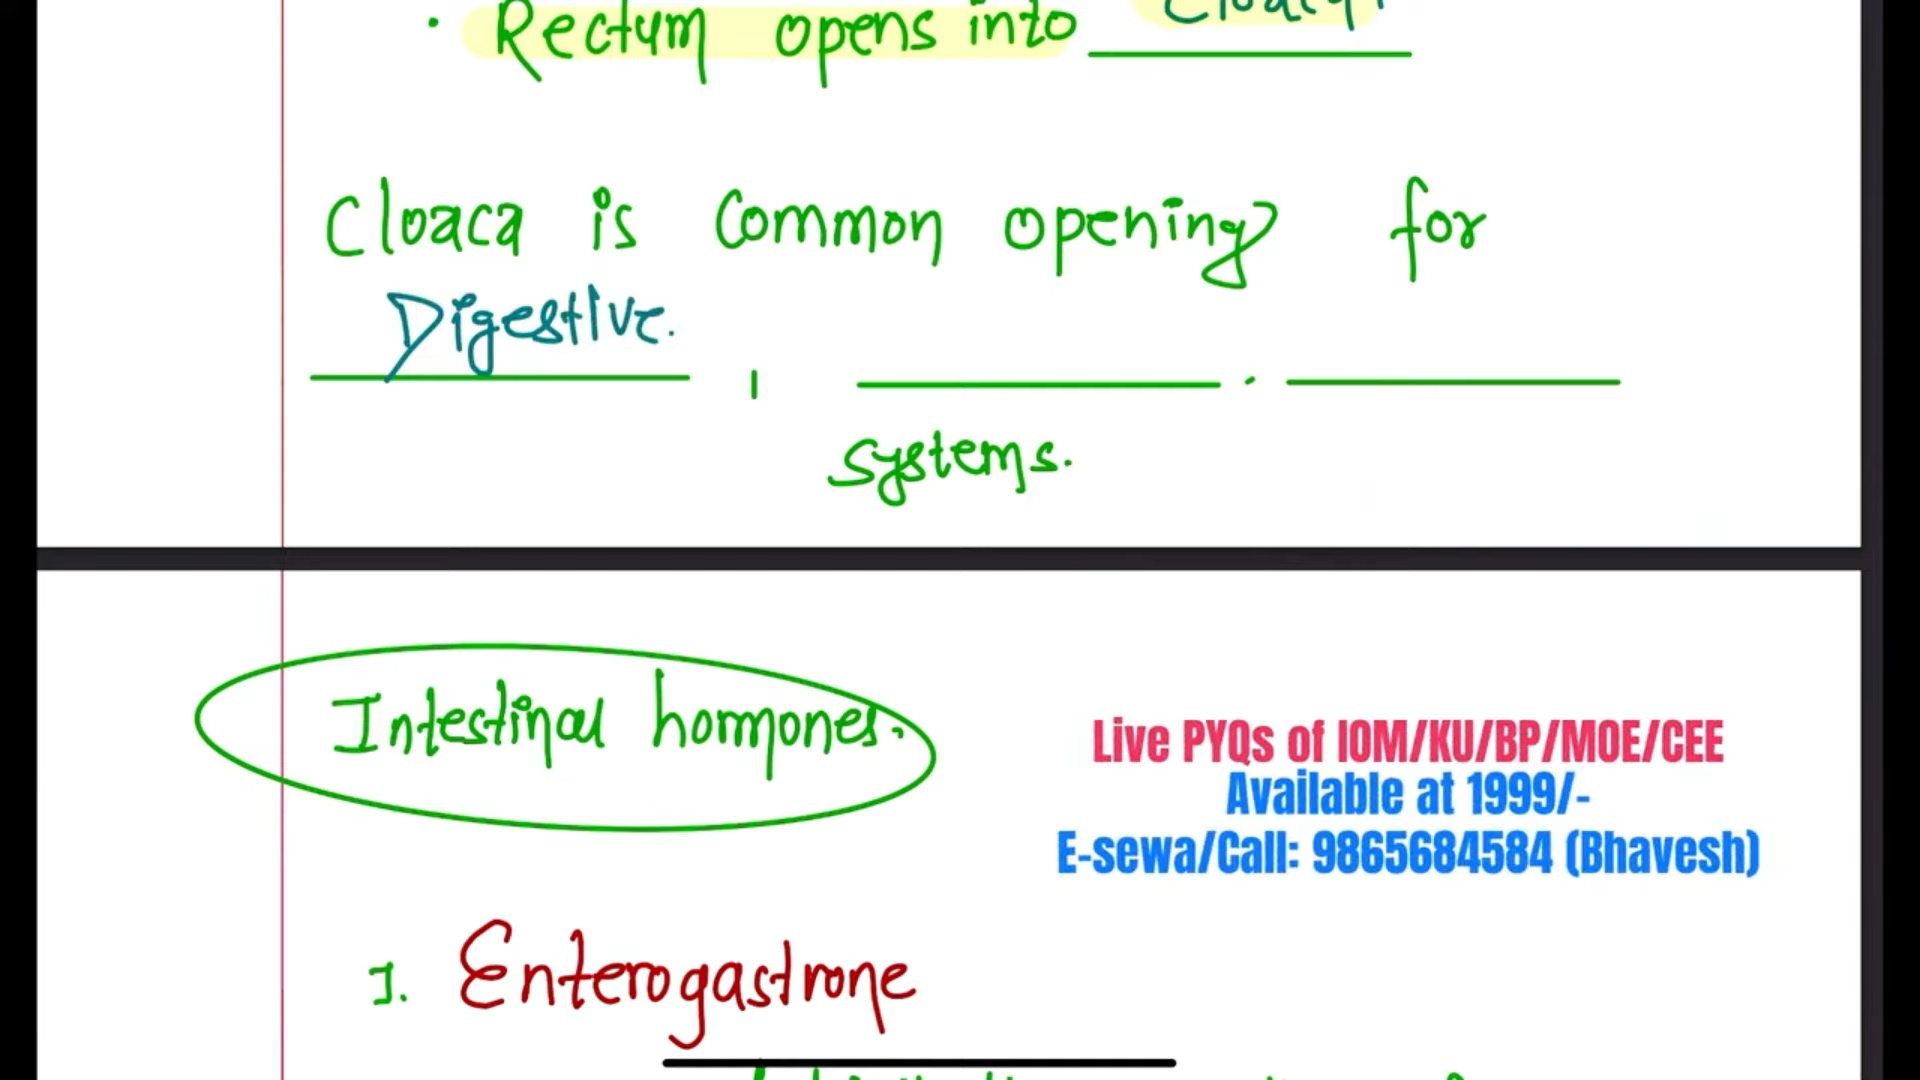 · Rectum opens into Cloaca.
Cloaca is common opening for
Digestive. , .
systems.
Intestinal hormones.
Live PYQs of IOM/KU/BP/MOE/CEE
Available at 1999/-
E-sewa/Call: 9865684584 (Bhavesh)
1. Enterogastrone